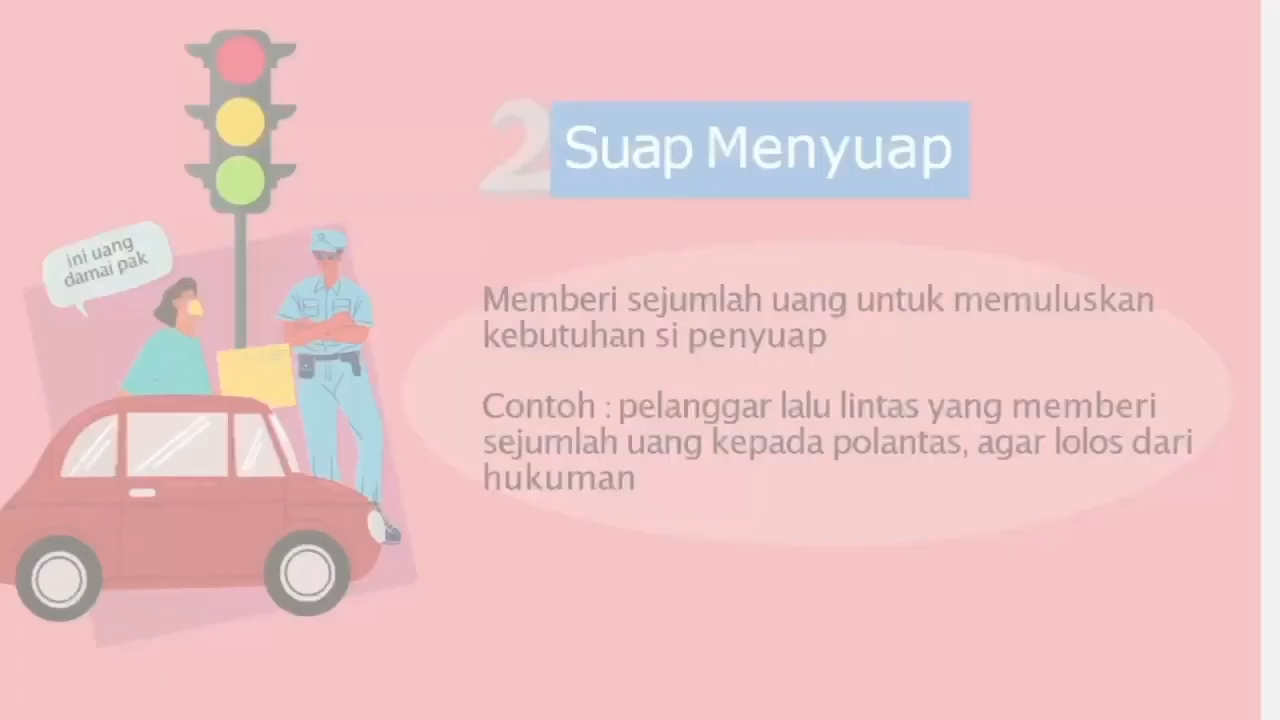 2 Suap Menyuap
ini uang
damai pak
Memberi sejumlah uang untuk memuluskan
kebutuhan si penyuap
Contoh : pelanggar lalu lintas yang memberi
sejumlah uang kepada polantas, agar lolos dari
hukuman